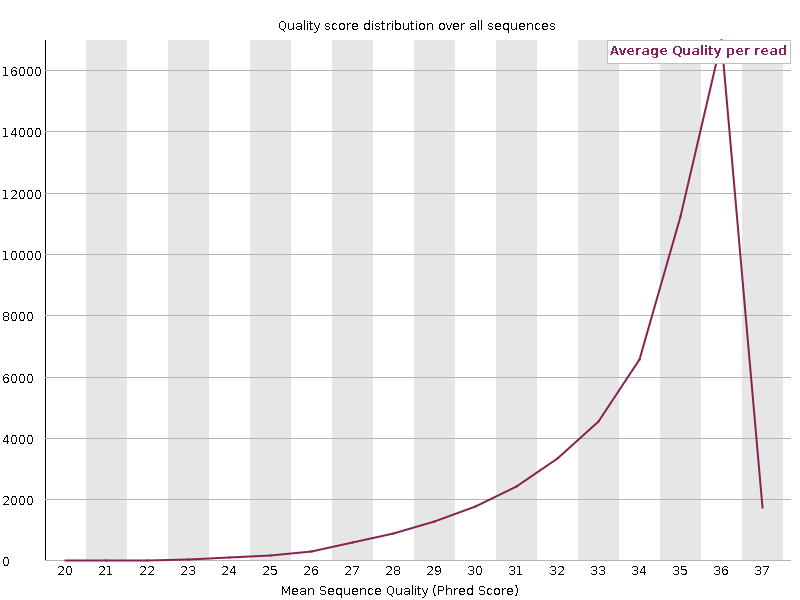 Quality score distribution over all sequences
Average Quality per read
16000
14000
12000
10000
8000
6000
4000
2000
0
20 21 22 23 24 25 26 27 28 29 30 31 32 33 34 35 36 37
Mean Sequence Quality (Phred Score)